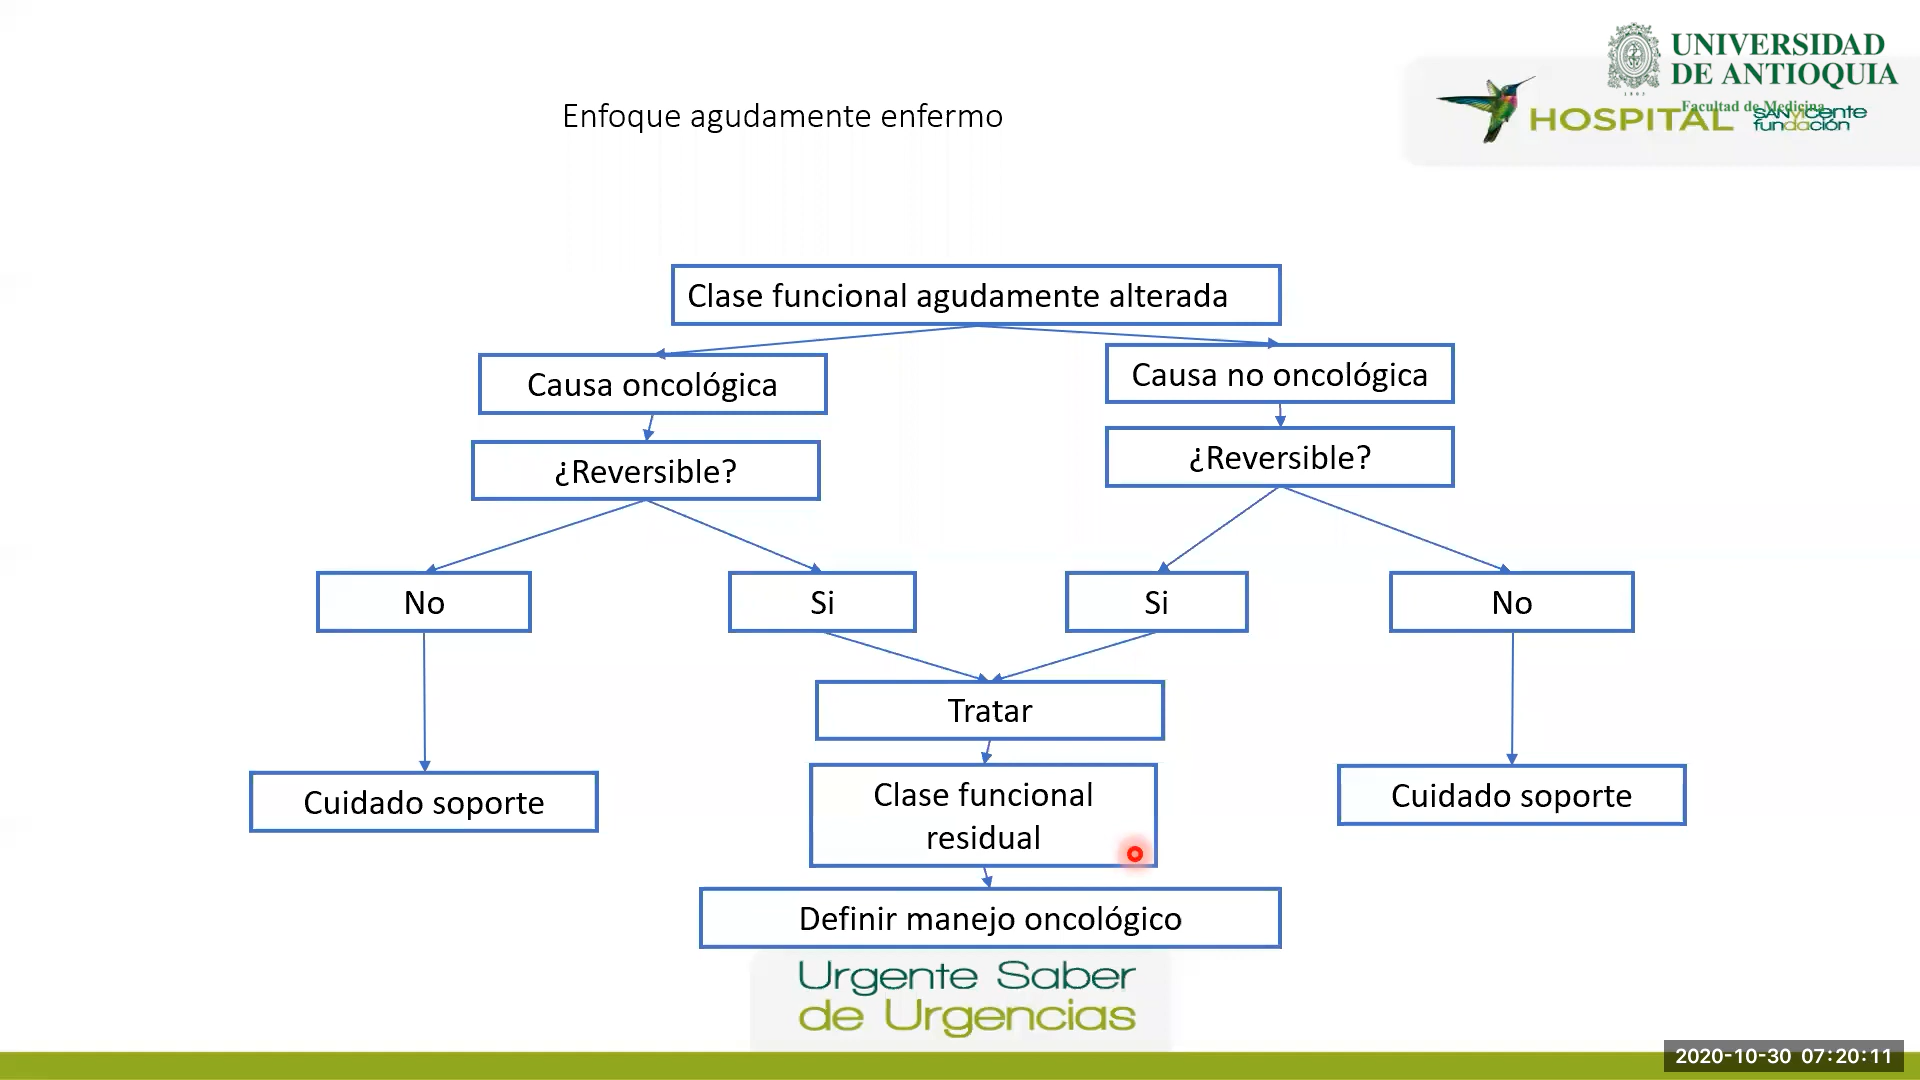 UNIVERSIDAD
DE ANTIOQUIA
1803
Facultad de Medicina
HOSPITAL
SANVicente
fundación
Enfoque agudamente enfermo
Clase funcional agudamente alterada
Causa oncológica
Causa no oncológica
¿Reversible?
¿Reversible?
No
Si
Si
No
Tratar
Cuidado soporte
Clase funcional
residual
Cuidado soporte
Definir manejo oncológico
Urgente Saber
de Urgencias
2020-10-30 07:20:11